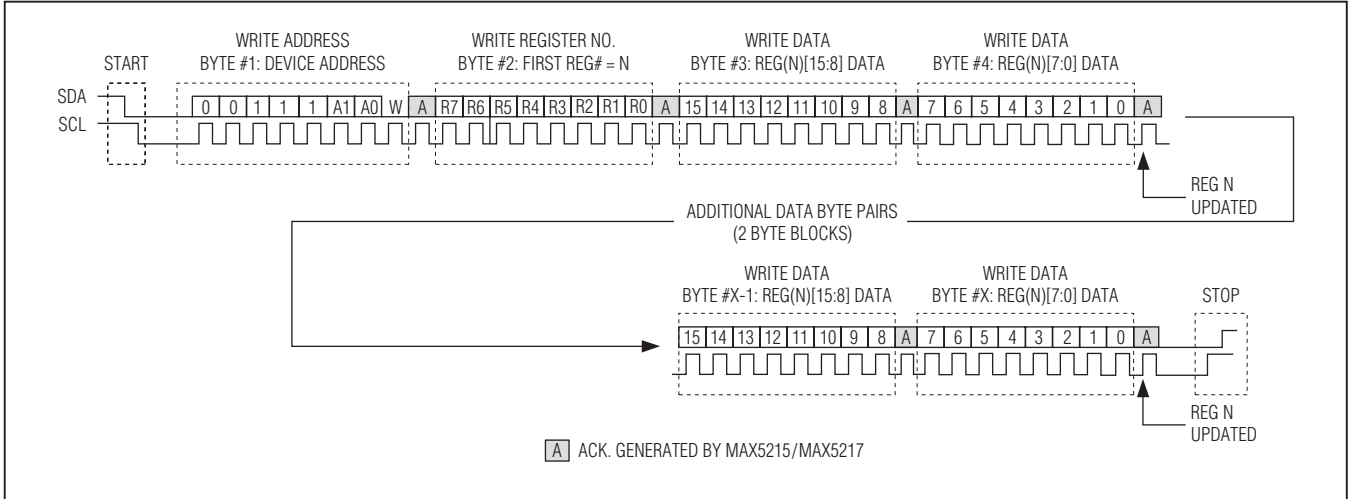 WRITE ADDRESS
BYTE #1: DEVICE ADDRESS
WRITE REGISTER NO.
BYTE #2: FIRST REG# = N
WRITE DATA
BYTE #3: REG(N)[15:8] DATA
WRITE DATA
BYTE #4: REG(N)[7:0] DATA
START
SDA
0 0 1 1 1 A1 A0 W A R7 R6 R5 R4 R3 R2 R1 R0 A 15 14 13 12 11 10 9 8 A 7 6 5 4 3 2 1 0 A
SCL
REG N
UPDATED
ADDITIONAL DATA BYTE PAIRS
(2 BYTE BLOCKS)
WRITE DATA
BYTE #X-1: REG(N)[15:8] DATA
WRITE DATA
BYTE #X: REG(N)[7:0] DATA
STOP
15 14 13 12 11 10 9 8 A 7 6 5 4 3 2 1 0 A
REG N
UPDATED
A ACK. GENERATED BY MAX5215/MAX5217